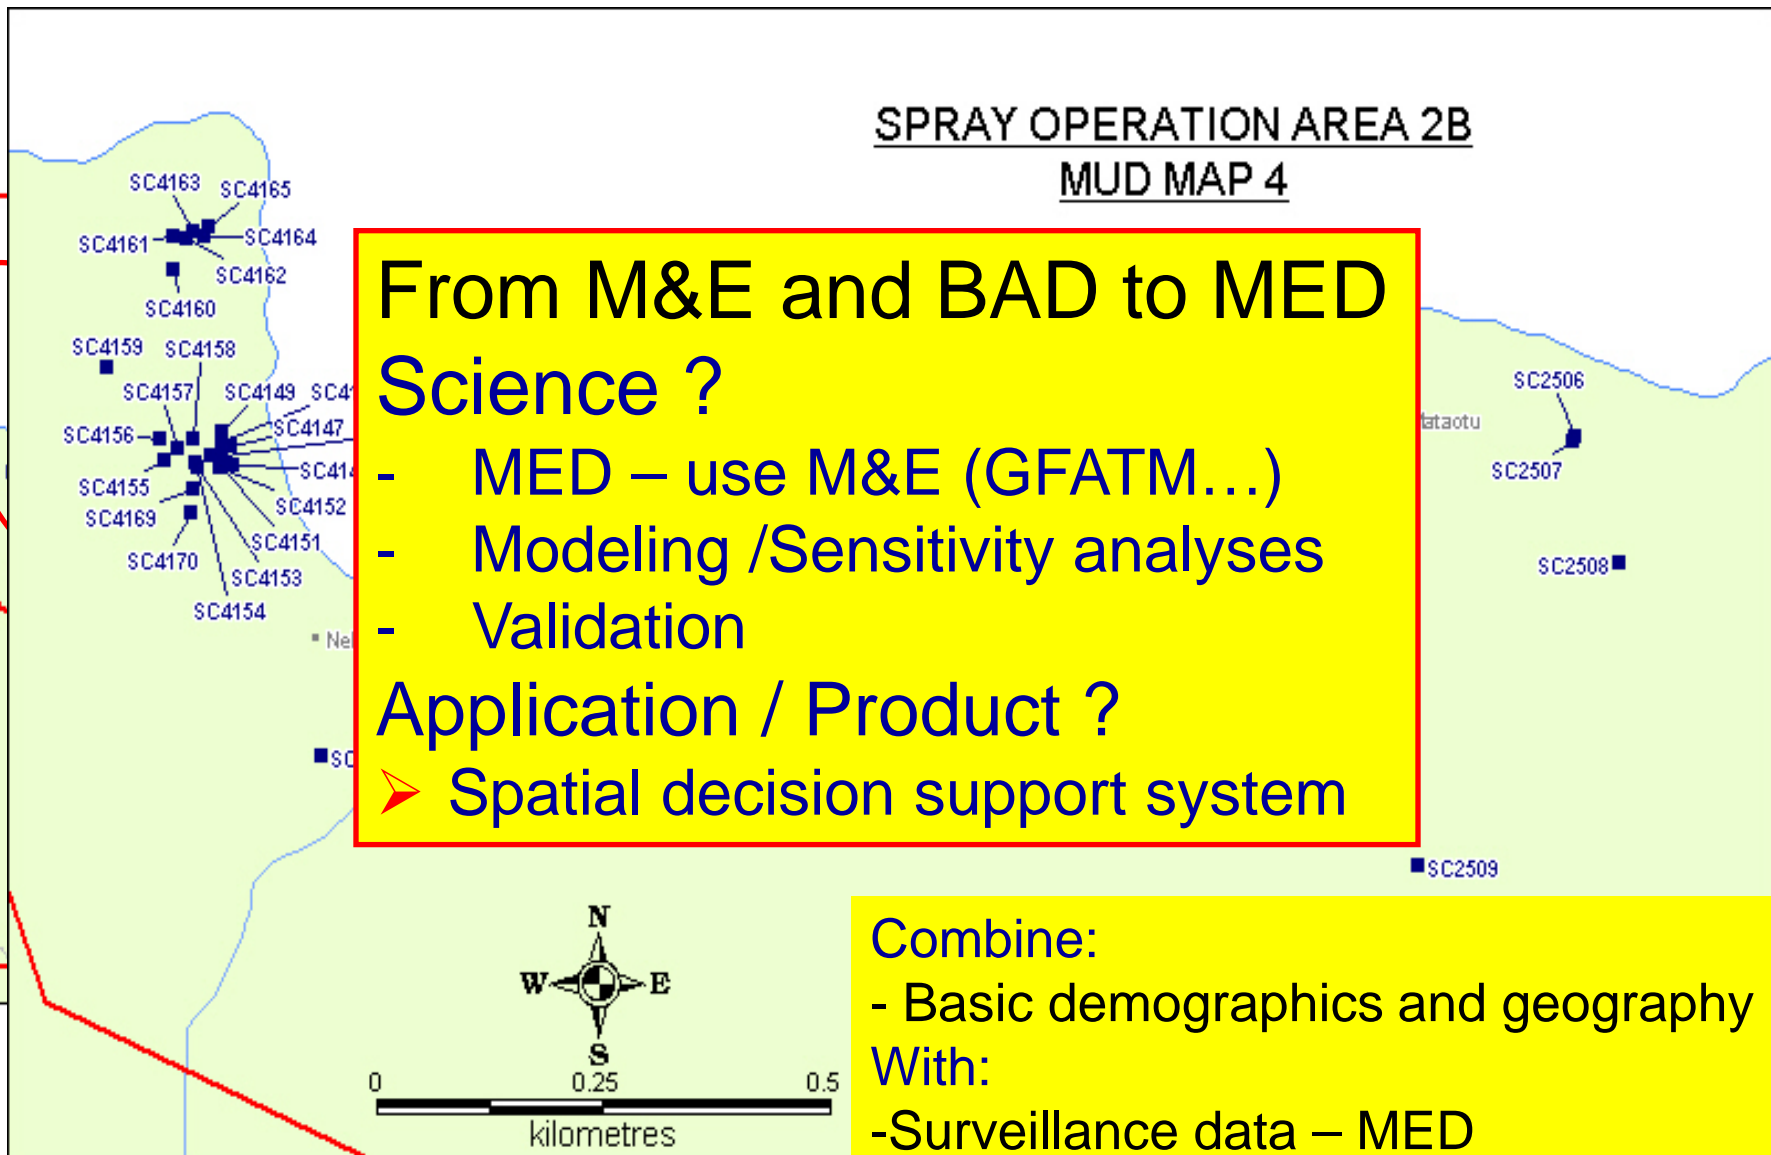 SPRAY OPERATION AREA 2B
MUD MAP 4
SC4163
SC4165
SC4161
SC4164
SC4162
SC4160
SC4159
SC4158
SC4157
SC4149
SC4156
SC4147
SC4155
SC4152
SC4169
SC4151
SC4170
SC4153
SC4154
From M&E and BAD to MED
Science ?
- MED – use M&E (GFATM…)
- Modeling /Sensitivity analyses
- Validation
Application / Product ?
➢ Spatial decision support system
SC2506
SC2507
SC2508
SC2509
N
W E
S
0 0.25 0.5
kilometres
Combine:
- Basic demographics and geography
With:
-Surveillance data – MED